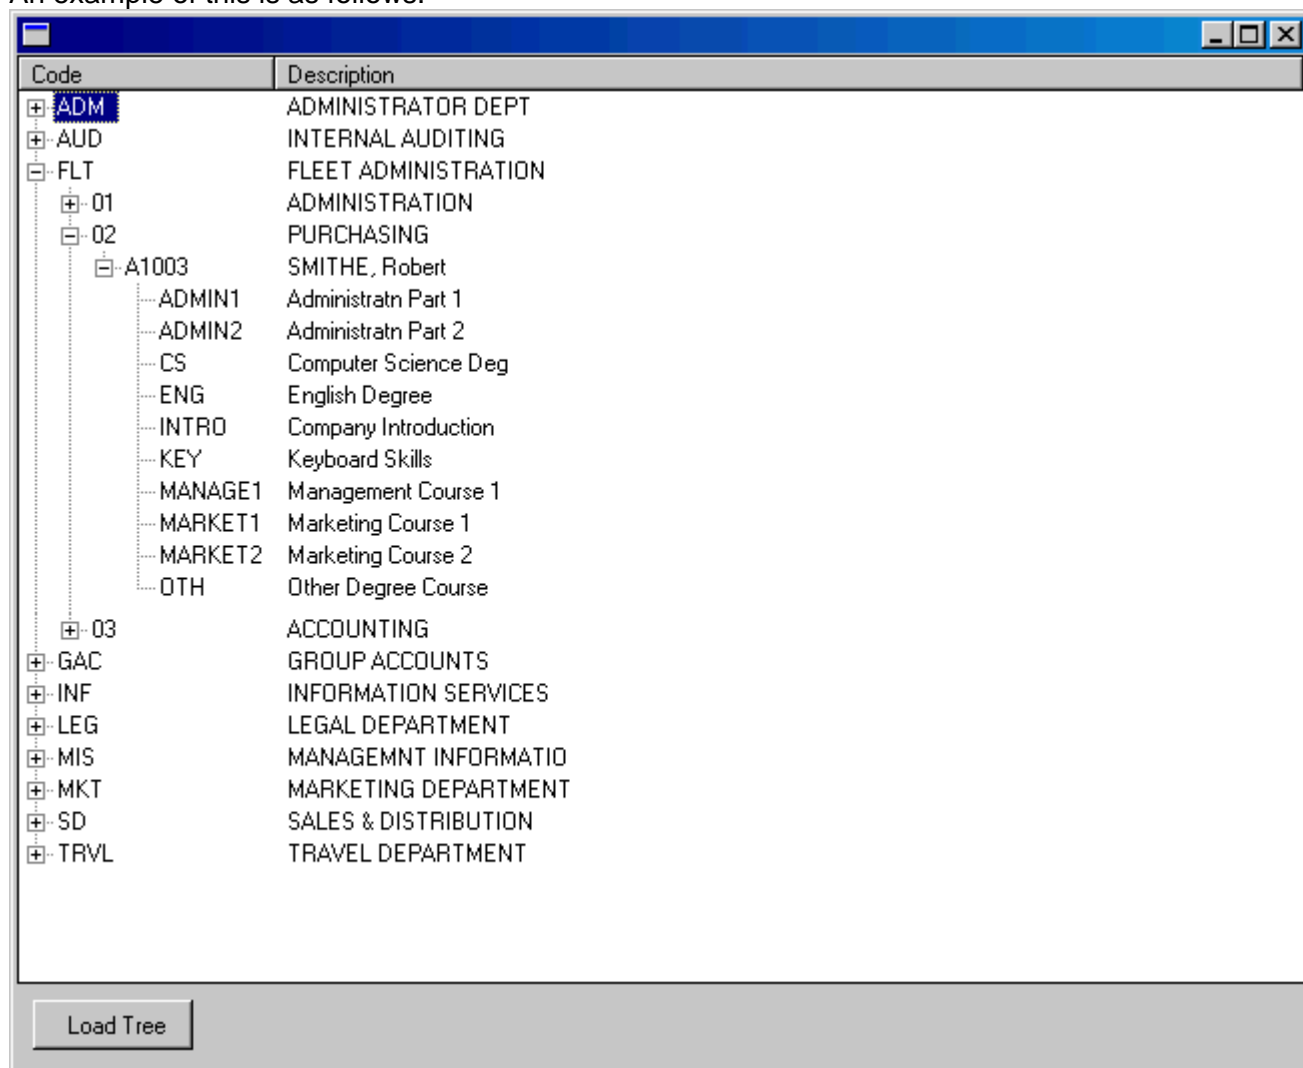 An example of this is as follows:
Code Description
ADM ADMINISTRATOR DEPT
AUD INTERNAL AUDITING
FLT FLEET ADMINISTRATION
01 ADMINISTRATION
02 PURCHASING
A1003 SMITHE, Robert
ADMIN1 Administratn Part 1
ADMIN2 Administratn Part 2
CS Computer Science Deg
ENG English Degree
INTRO Company Introduction
KEY Keyboard Skills
MANAGE1 Management Course 1
MARKET1 Marketing Course 1
MARKET2 Marketing Course 2
OTH Other Degree Course
03 ACCOUNTING
GAC GROUP ACCOUNTS
INF INFORMATION SERVICES
LEG LEGAL DEPARTMENT
MIS MANAGEMNT INFORMATIO
MKT MARKETING DEPARTMENT
SD SALES & DISTRIBUTION
TRVL TRAVEL DEPARTMENT
Load Tree